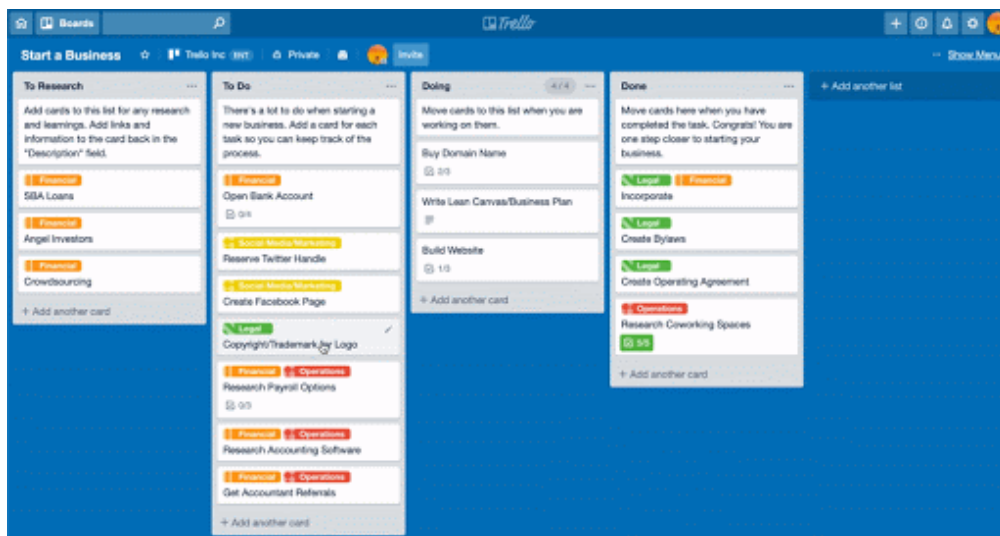 Boards
Trello
Start a Business
Trello Inc ENT
Private
Invite
... Show Menu
To Research ...
Add cards to this list for any research
and learnings. Add links and
information to the card back in the
"Description" field.
Financial
SBA Loans
Financial
Angel Investors
Financial
Crowdsourcing
+ Add another card
To Do ...
There's a lot to do when starting a
new business. Add a card for each
task so you can keep track of the
process.
Financial
Open Bank Account
Social Media/Marketing
Reserve Twitter Handle
Social Media/Marketing
Create Facebook Page
Legal
Copyright/Trademark for Logo
Financial Operations
Research Payroll Options
0/3
Financial Operations
Research Accounting Software
Financial Operations
Get Accountant Referrals
+ Add another card
Doing 4/4 ...
Move cards to this list when you are
working on them.
Buy Domain Name
2/3
Write Lean Canvas/Business Plan
Build Website
1/3
+ Add another card
Done ...
Move cards here when you have
completed the task. Congrats! You are
one step closer to starting your
business.
Legal Financial
Incorporate
Legal
Create Bylaws
Legal
Create Operating Agreement
Operations
Research Coworking Spaces
5/5
+ Add another card
+ Add another list